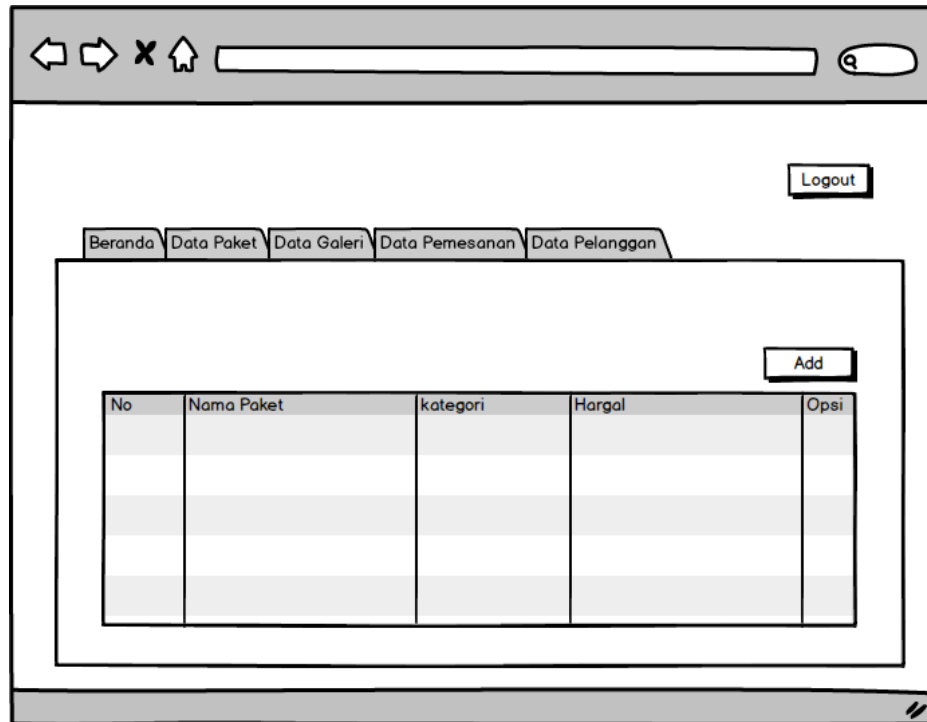 Logout
Beranda Data Paket Data Galeri Data Pemesanan Data Pelanggan
Add
No Nama Paket kategori Hargal Opsi